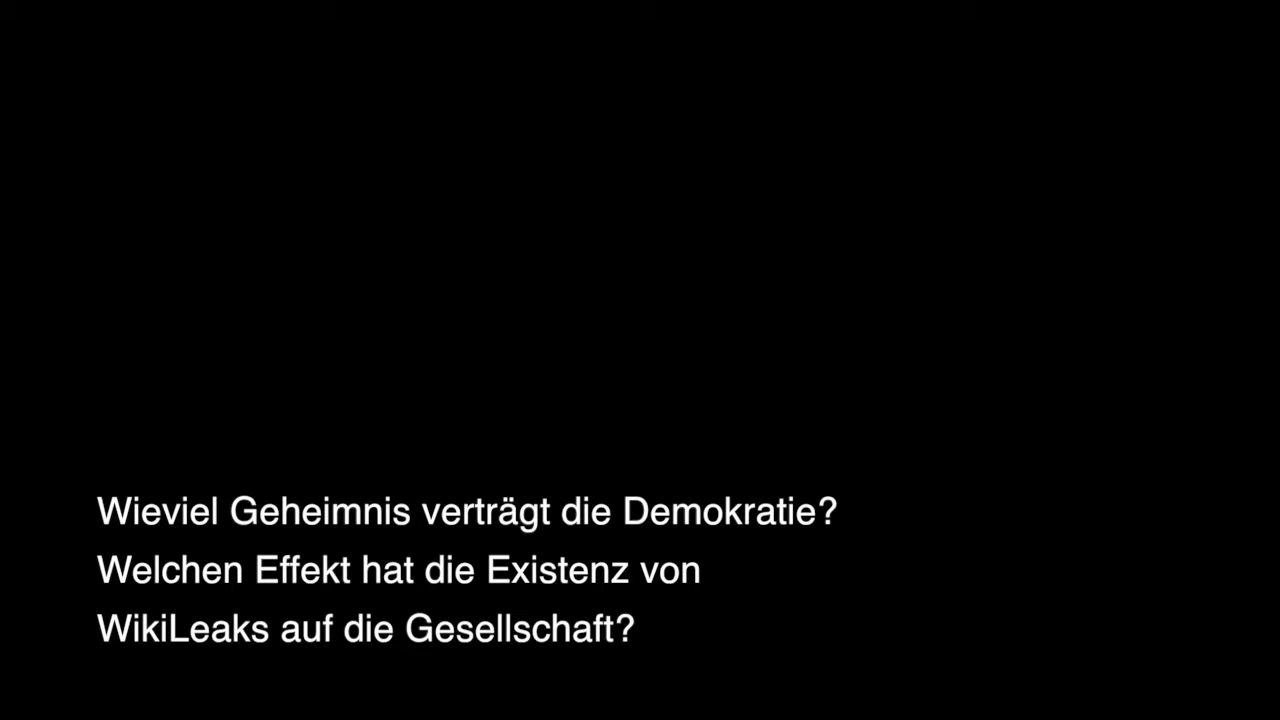 Wieviel Geheimnis verträgt die Demokratie?
Welchen Effekt hat die Existenz von
WikiLeaks auf die Gesellschaft?